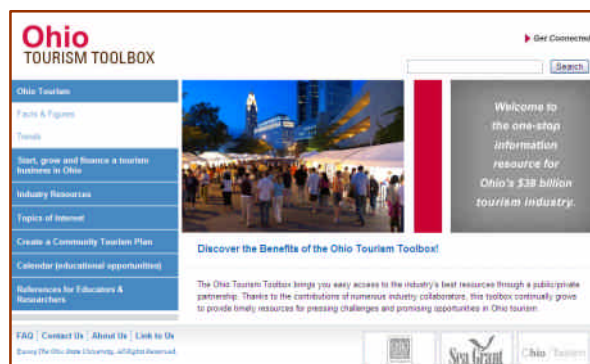 Ohio
TOURISM TOOLBOX
Get Connected
Search
Ohio Tourism
Facts & Figures
Trends
Start, grow and finance a tourism
business in Ohio
Industry Resources
Topics of Interest
Create a Community Tourism Plan
Calendar (educational opportunities)
References for Educators &
Researchers
Welcome to
the one-stop
information
resource for
Ohio's $38 billion
tourism industry.
Discover the Benefits of the Ohio Tourism Toolbox!
The Ohio Tourism Toolbox brings you easy access to the industry's best resources through a public/private
partnership. Thanks to the contributions of numerous industry collaborators, this toolbox continually grows
to provide timely resources for pressing challenges and promising opportunities in Ohio tourism.
FAQ | Contact Us | About Us | Link to Us
The Ohio State University, All Rights Reserved.
Sea Grant
Ohio